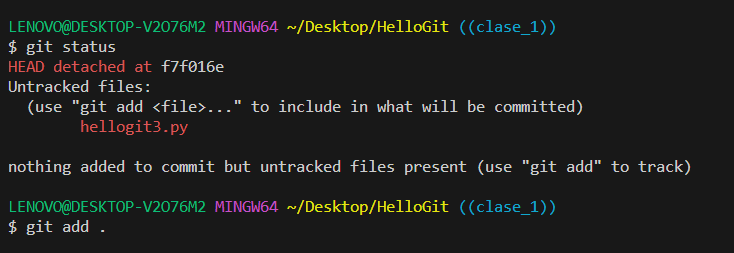 LENOVO@DESKTOP-V2O76M2 MINGW64 ~/Desktop/HelloGit ((clase_1))
$ git status
HEAD detached at f7f016e
Untracked files:
  (use "git add <file>..." to include in what will be committed)
        hellogit3.py
nothing added to commit but untracked files present (use "git add" to track)
LENOVO@DESKTOP-V2O76M2 MINGW64 ~/Desktop/HelloGit ((clase_1))
$ git add .